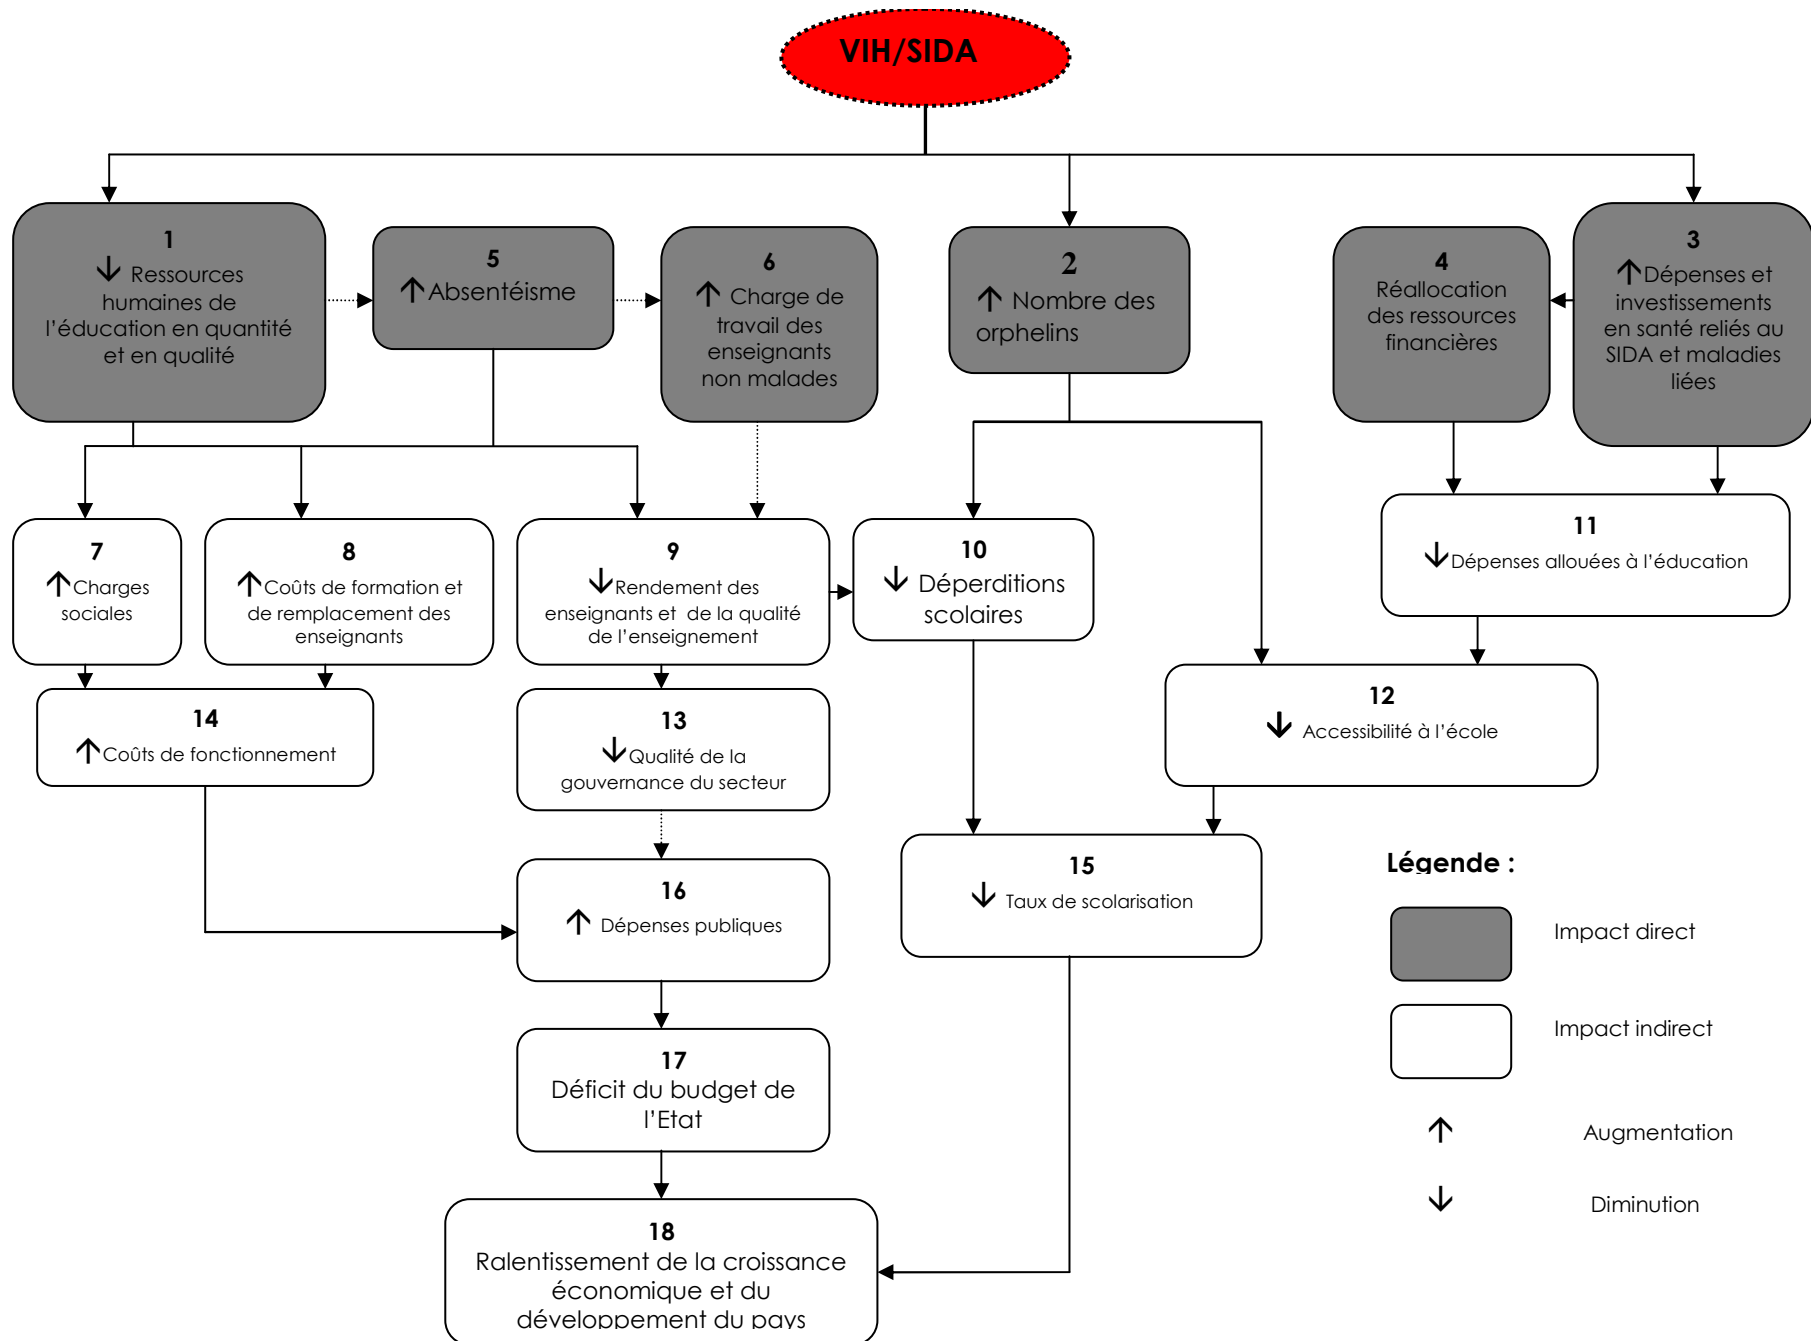 VIH/SIDA
1
↓ Ressources
humaines de
l'éducation en quantité
et en qualité
5
↑Absentéisme
6
↑ Charge de
travail des
enseignants
non malades
2
↑ Nombre des
orphelins
4
Réallocation
des ressources
financières
3
↑Dépenses et
investissements
en santé reliés au
SIDA et maladies
liées
7
↑Charges
sociales
8
↑Coûts de formation et
de remplacement des
enseignants
9
↓Rendement des
enseignants et de la qualité
de l'enseignement
10
↓ Déperditions
scolaires
11
↓Dépenses allouées à l'éducation
12
↓ Accessibilité à l'école
14
↑Coûts de fonctionnement
13
↓Qualité de la
gouvernance du secteur
15
↓ Taux de scolarisation
16
↑ Dépenses publiques
17
Déficit du budget de
l'Etat
18
Ralentissement de la croissance
économique et du
développement du pays
Légende :
Impact direct
Impact indirect
↑ Augmentation
↓ Diminution